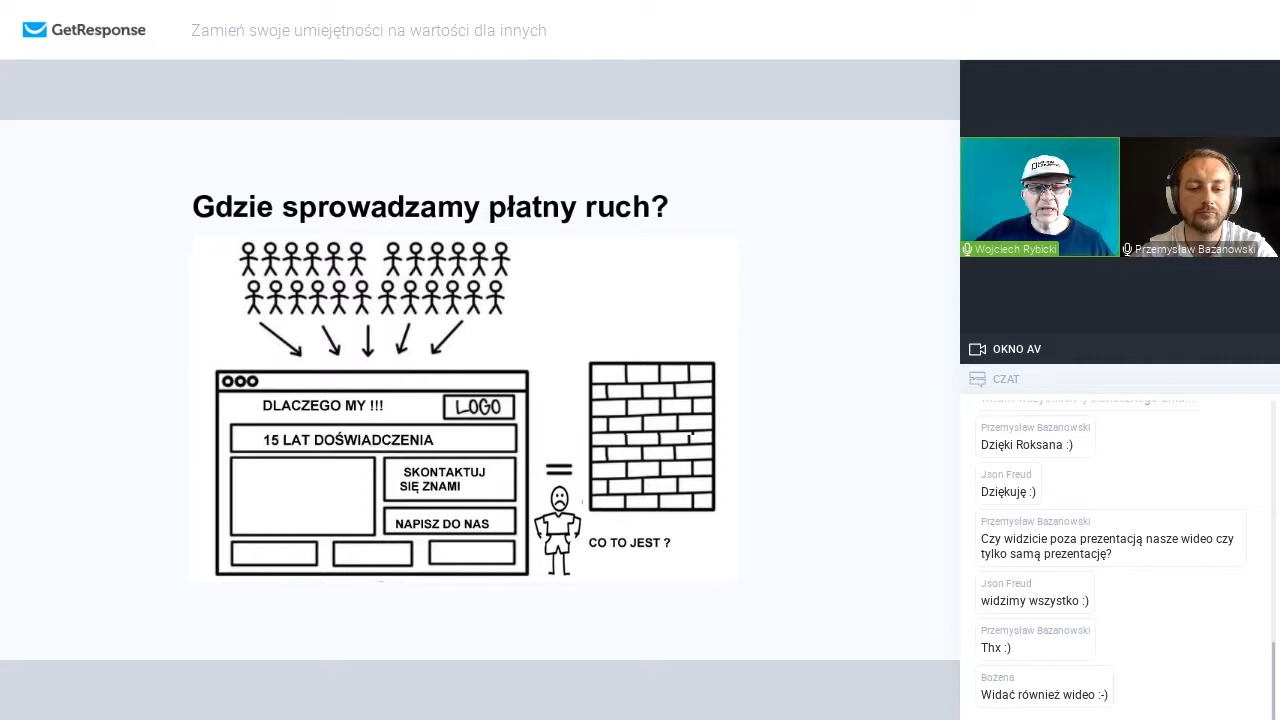 GetResponse
Zamień swoje umiejętności na wartości dla innych
Gdzie sprowadzamy płatny ruch?
DLACZEGO MY !!!
LOGO
15 LAT DOŚWIADCZENIA
SKONTAKTUJ
SIĘ ZNAMI
NAPISZ DO NAS
=
CO TO JEST ?
Wojciech Rybicki
Przemysław Bazanowski
OKNO AV
CZAT
Przemysław Bazanowski
Dzięki Roksana :)
Json Freud
Dziękuję :)
Przemysław Bazanowski
Czy widzicie poza prezentacją nasze wideo czy
tylko samą prezentację?
Json Freud
widzimy wszystko :)
Przemysław Bazanowski
Thx :)
Bożena
Widać również wideo :-)